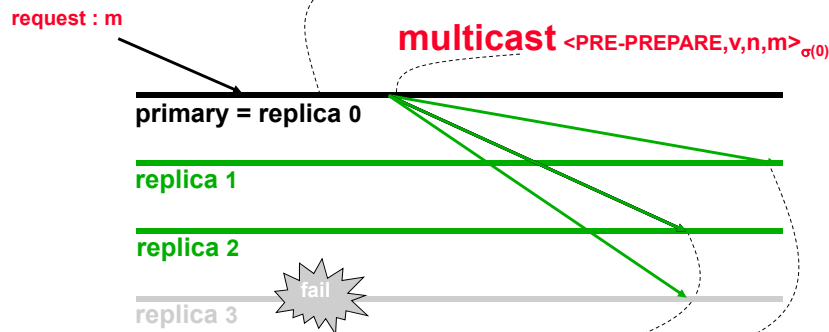 request : m
multicast <PRE-PREPARE,v,n,m>σ(0)
primary = replica 0
replica 1
replica 2
fail
replica 3